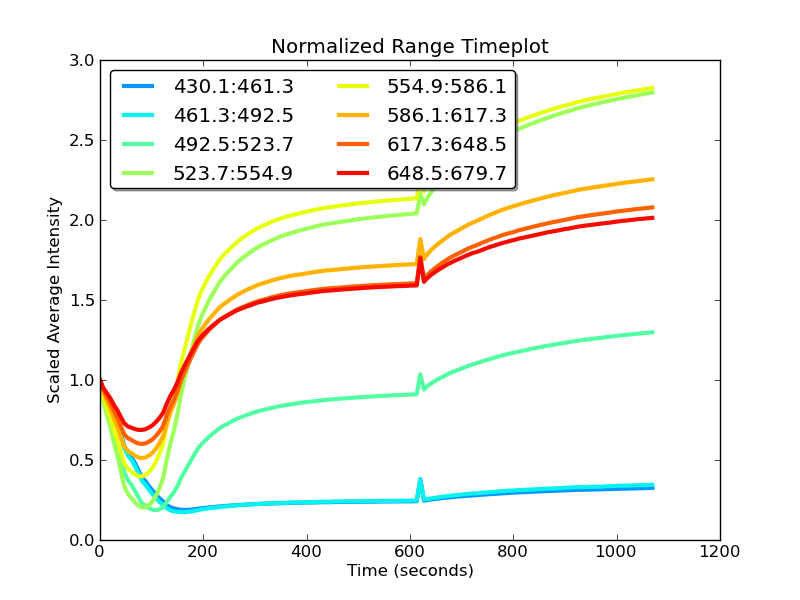 Normalized Range Timeplot
3.0
2.5
2.0
1.5
1.0
0.5
0.0
Scaled Average Intensity
430.1:461.3 554.9:586.1
461.3:492.5 586.1:617.3
492.5:523.7 617.3:648.5
523.7:554.9 648.5:679.7
0 200 400 600 800 1000 1200
Time (seconds)